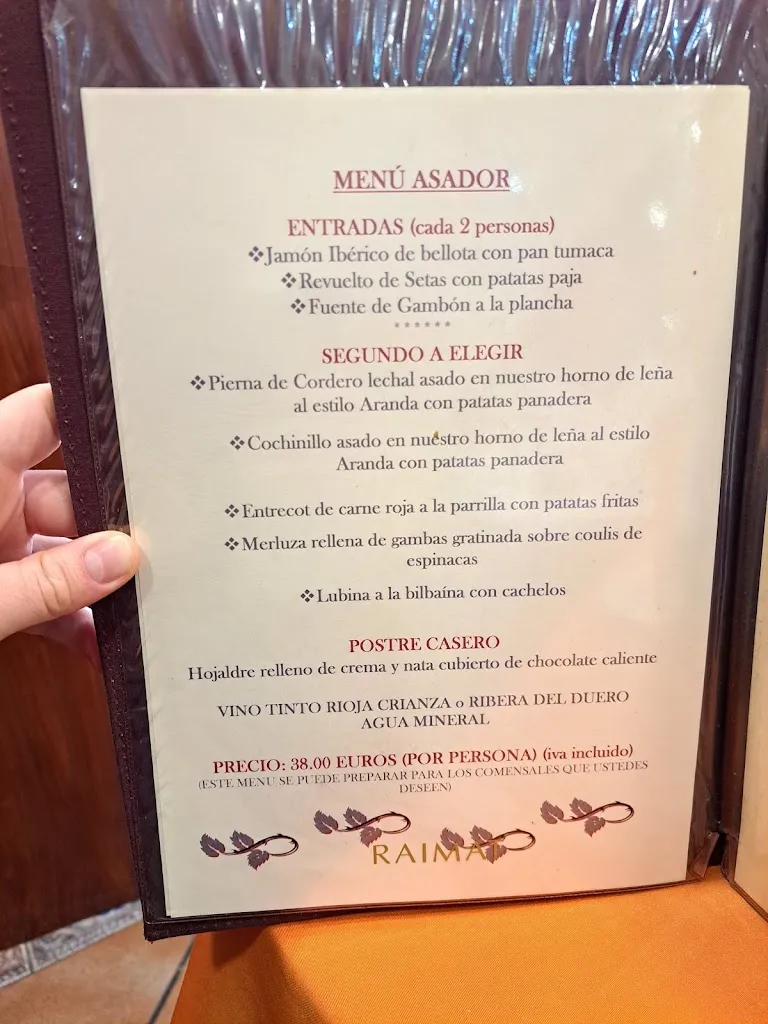 MENÚ ASADOR
ENTRADAS (cada 2 personas)
❖Jamón Ibérico de bellota con pan tumaca
❖Revuelto de Setas con patatas paja
❖Fuente de Gambón a la plancha
******
SEGUNDO A ELEGIR
❖Pierna de Cordero lechal asado en nuestro horno de leña
al estilo Aranda con patatas panadera
❖Cochinillo asado en nuestro horno de leña al estilo
Aranda con patatas panadera
❖Entrecot de carne roja a la parrilla con patatas fritas
❖Merluza rellena de gambas gratinada sobre coulis de
espinacas
❖Lubina a la bilbaína con cachelos
POSTRE CASERO
Hojaldre relleno de crema y nata cubierto de chocolate caliente
VINO TINTO RIOJA CRIANZA o RIBERA DEL DUERO
AGUA MINERAL
PRECIO: 38.00 EUROS (POR PERSONA) (iva incluido)
(ESTE MENU SE PUEDE PREPARAR PARA LOS COMENSALES QUE USTEDES
DESEEN)
RAIMAT